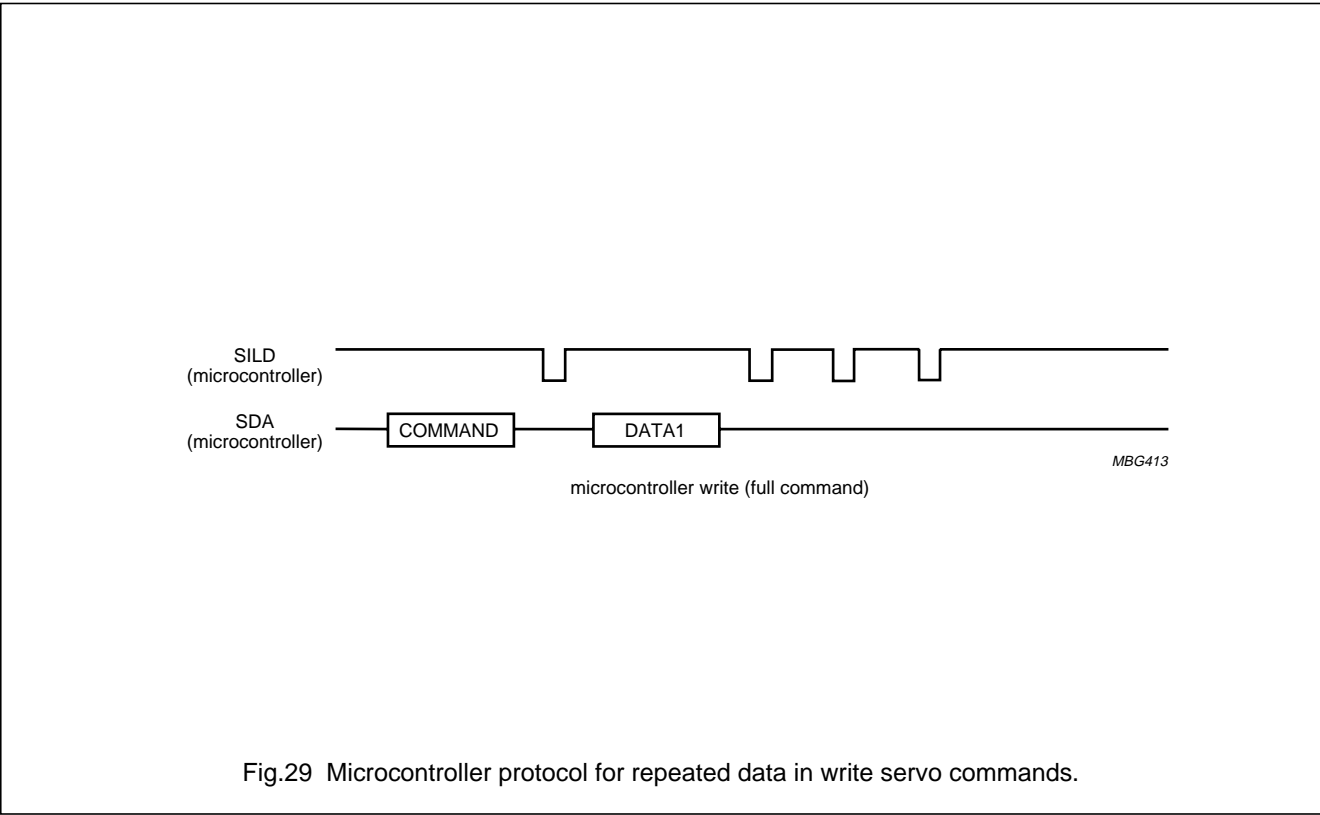 SILD
(microcontroller)
SDA
(microcontroller)
COMMAND
DATA1
MBG413
microcontroller write (full command)
Fig.29 Microcontroller protocol for repeated data in write servo commands.